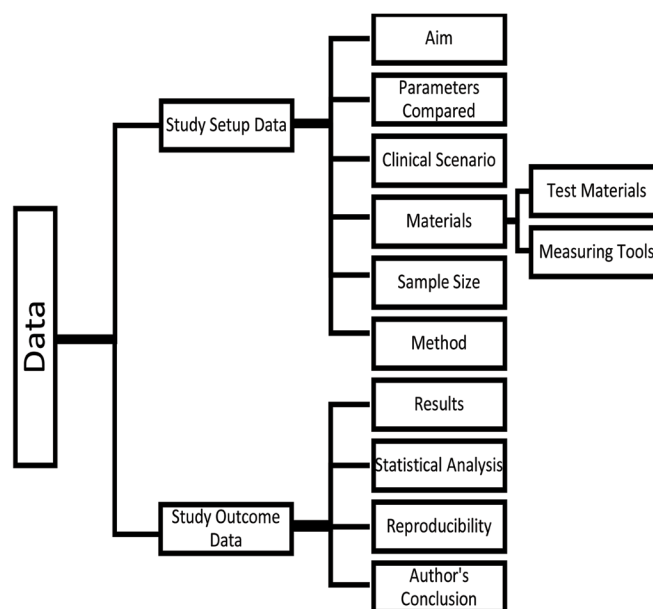 Data
Study Setup Data
Aim
Parameters
Compared
Clinical Scenario
Materials
Test Materials
Measuring Tools
Sample Size
Method
Study Outcome
Data
Results
Statistical Analysis
Reproducibility
Author's
Conclusion